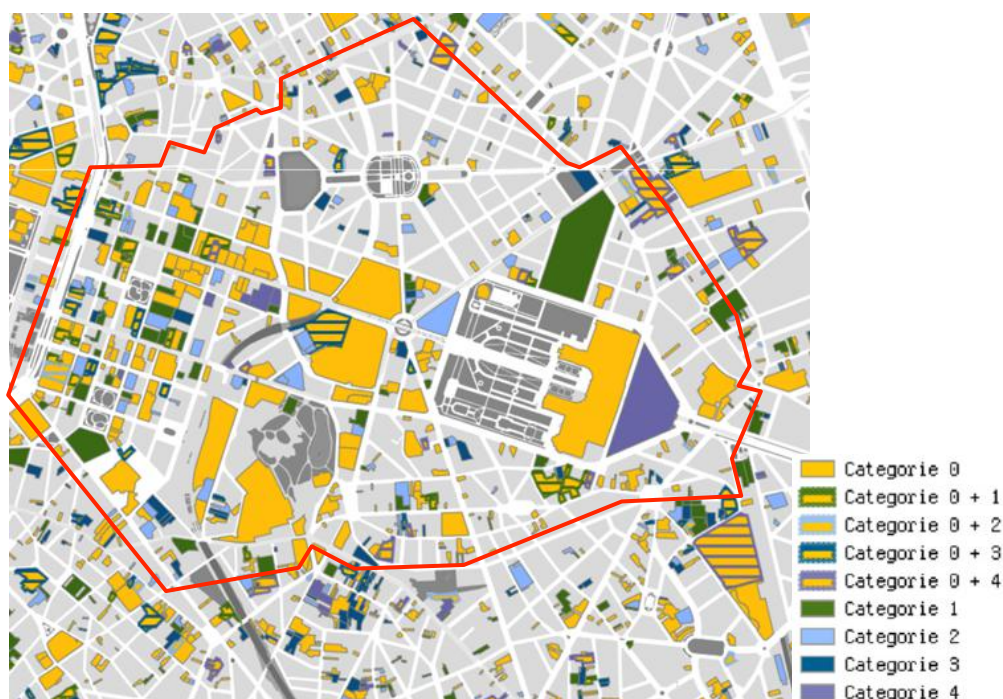 Categorie 0
Categorie 0 + 1
Categorie 0 + 2
Categorie 0 + 3
Categorie 0 + 4
Categorie 1
Categorie 2
Categorie 3
Categorie 4